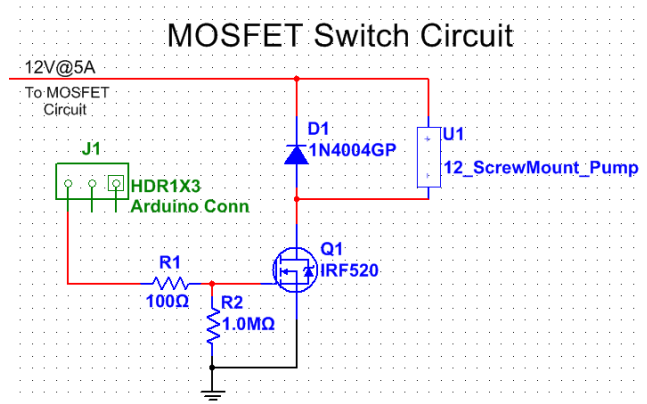 MOSFET Switch Circuit
12V@5A
To MOSFET
Circuit
D1
1N4004GP
U1
12_ScrewMount_Pump
J1
HDR1X3
Arduino Conn
Q1
IRF520
R1
100Ω
R2
1.0MΩ